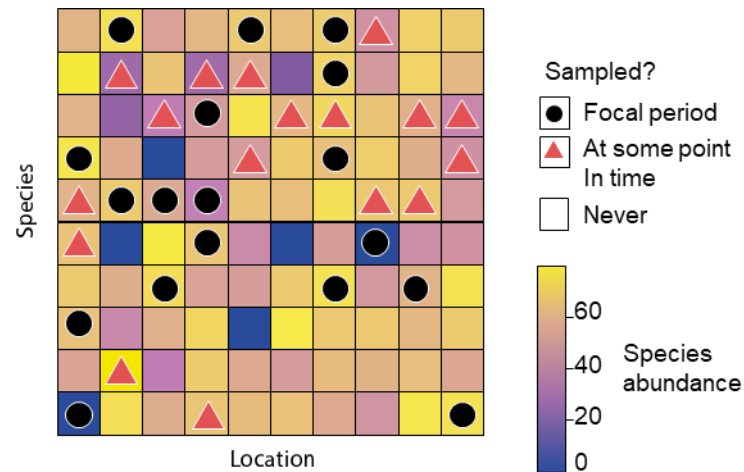 Species
Location
Sampled?
Focal period
At some point
In time
Never
60
40
20
0
Species
abundance